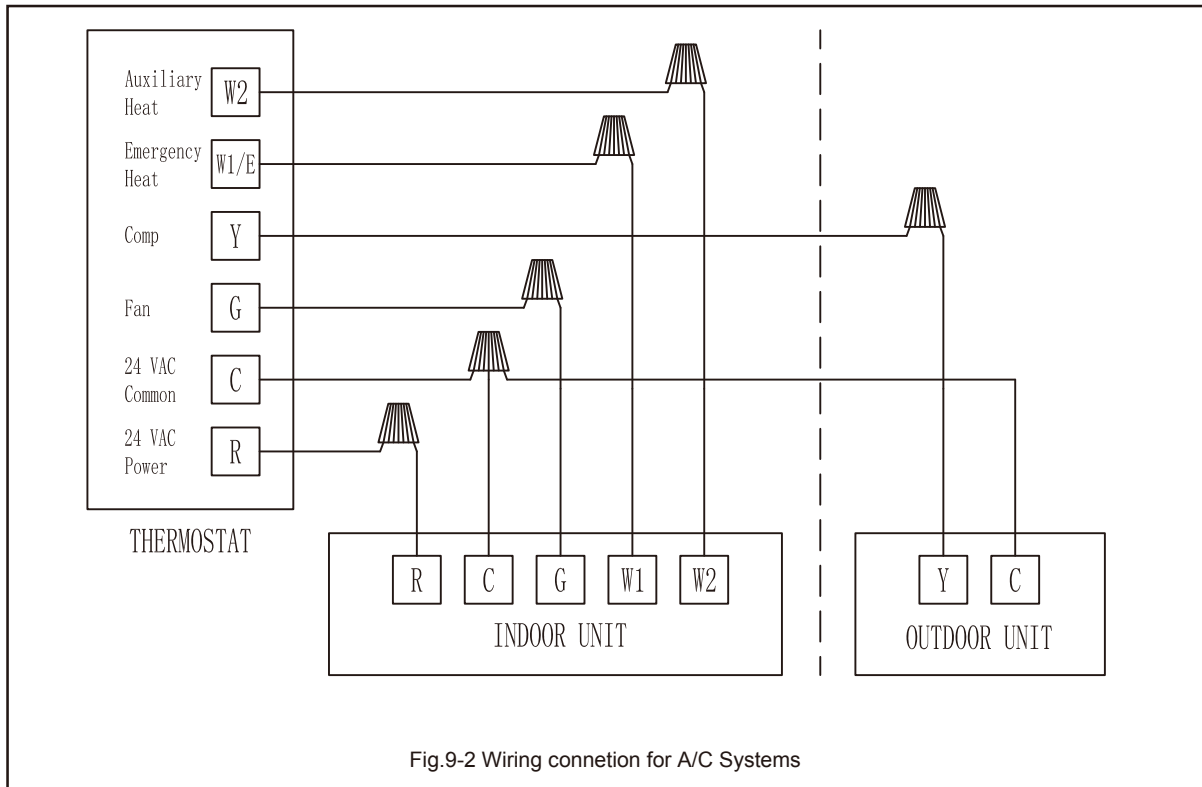 Auxiliary
Heat
W2
Emergency
Heat
W1/E
Comp
Y
Fan
G
24 VAC
Common
C
24 VAC
Power
R
THERMOSTAT
R C G W1 W2
INDOOR UNIT
Y C
OUTDOOR UNIT
Fig.9-2 Wiring connetion for A/C Systems